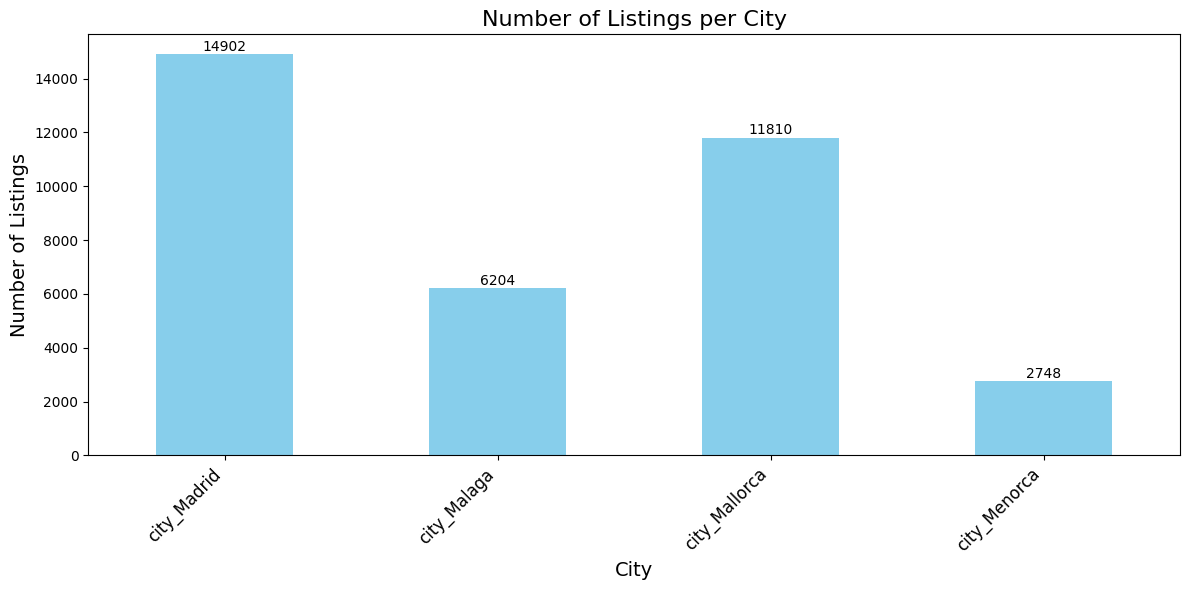 Number of Listings per City
Number of Listings
14000
12000
10000
8000
6000
4000
2000
0
14902
6204
11810
2748
city_Madrid
city_Malaga
city_Mallorca
city_Menorca
City